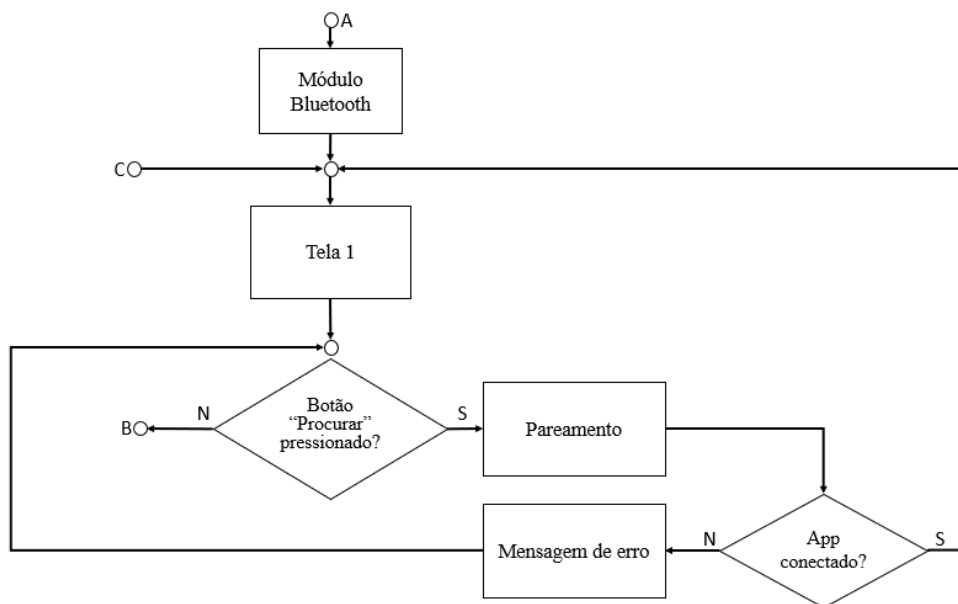 A
Módulo
Bluetooth
C
Tela 1
Botão
“Procurar”
pressionado?
N
S
B
Pareamento
App
conectado?
N
S
Mensagem de erro